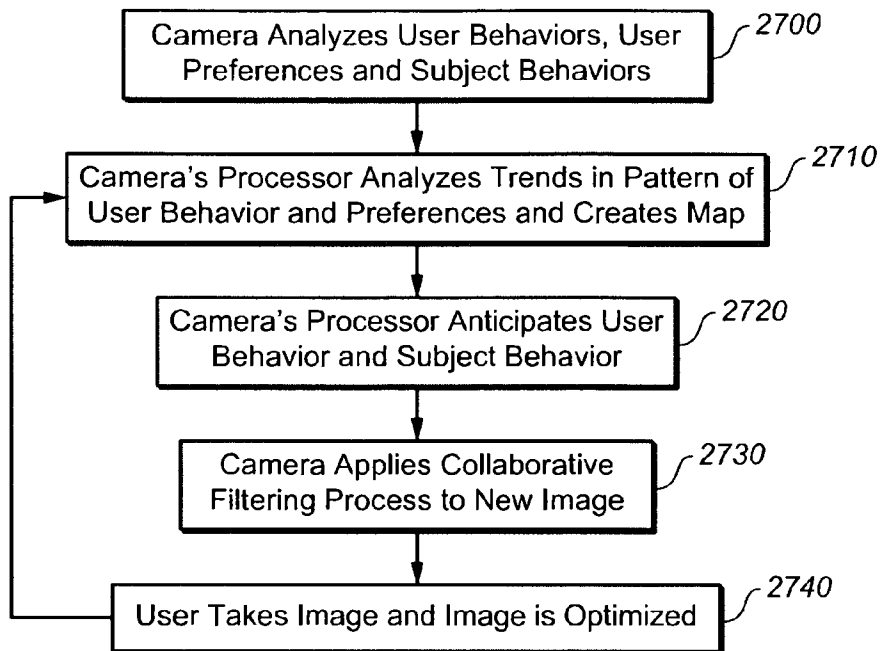 Camera Analyzes User Behaviors, User
Preferences and Subject Behaviors
2700
Camera's Processor Analyzes Trends in Pattern of
User Behavior and Preferences and Creates Map
2710
Camera's Processor Anticipates User
Behavior and Subject Behavior
2720
Camera Applies Collaborative
Filtering Process to New Image
2730
User Takes Image and Image is Optimized
2740